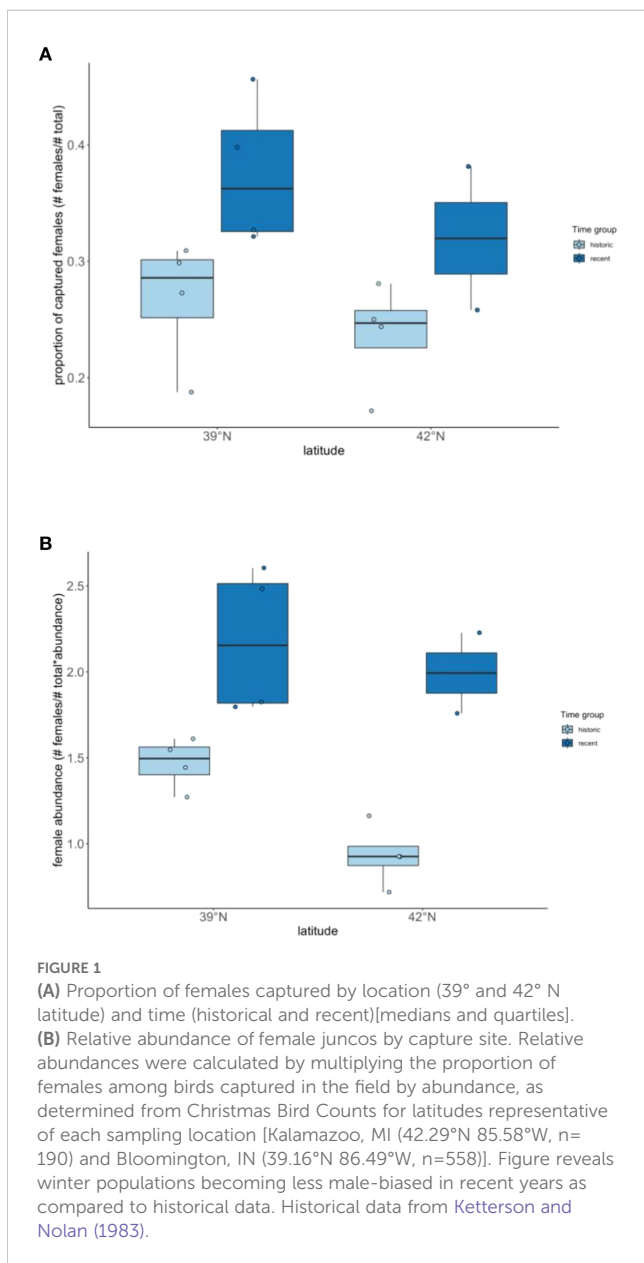 A
proportion of captured females (# females/# total)
0.4
0.3
0.2
39°N
42°N
latitude
Time group
historic
recent
B
female abundance (# females/# total*abundance)
2.5
2.0
1.5
1.0
39°N
42°N
latitude
Time group
historic
recent
FIGURE 1
(A) Proportion of females captured by location (39° and 42° N
latitude) and time (historical and recent)[medians and quartiles].
(B) Relative abundance of female juncos by capture site. Relative
abundances were calculated by multiplying the proportion of
females among birds captured in the field by abundance, as
determined from Christmas Bird Counts for latitudes representative
of each sampling location [Kalamazoo, MI (42.29°N 85.58°W, n=
190) and Bloomington, IN (39.16°N 86.49°W, n=558)]. Figure reveals
winter populations becoming less male-biased in recent years as
compared to historical data. Historical data from Ketterson and
Nolan (1983).